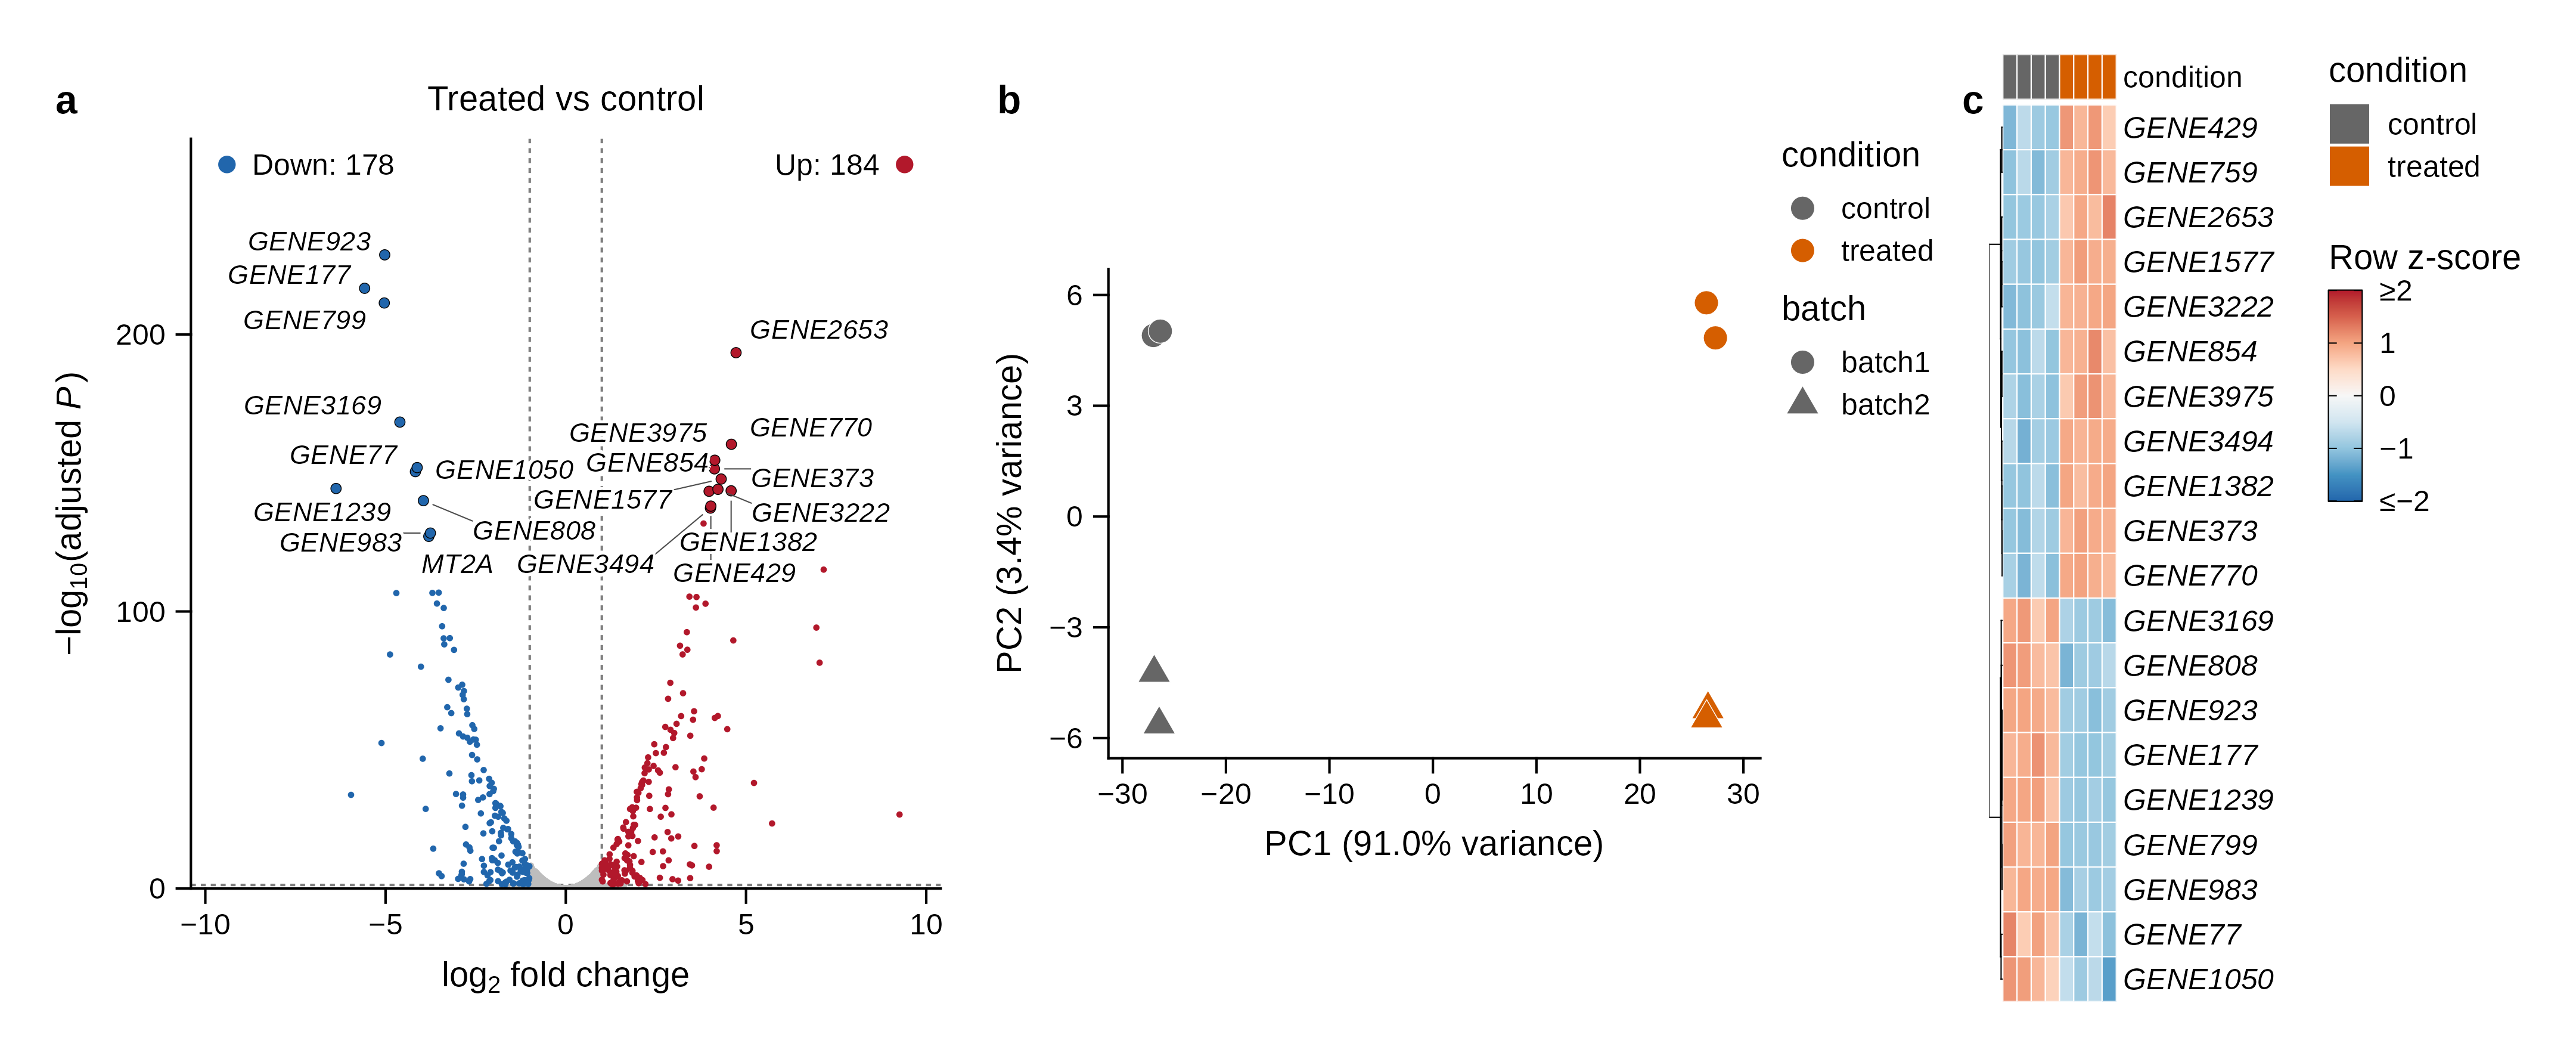 a
Treated vs control
Down: 178
Up: 184
GENE923
GENE177
GENE799
GENE2653
GENE3169
GENE770
GENE3975
GENE77
GENE1050
GENE854
GENE373
GENE1577
GENE1239
GENE3222
GENE808
GENE983
GENE1382
MT2A
GENE3494
GENE429
−log10(adjusted P)
200
100
0
−10
−5
0
5
10
log2 fold change
b
PC2 (3.4% variance)
6
3
0
−3
−6
−30
−20
−10
0
10
20
30
PC1 (91.0% variance)
condition
control
treated
batch
batch1
batch2
c
condition
GENE429
GENE759
GENE2653
GENE1577
GENE3222
GENE854
GENE3975
GENE3494
GENE1382
GENE373
GENE770
GENE3169
GENE808
GENE923
GENE177
GENE1239
GENE799
GENE983
GENE77
GENE1050
condition
control
treated
Row z-score
≥2
1
0
−1
≤−2